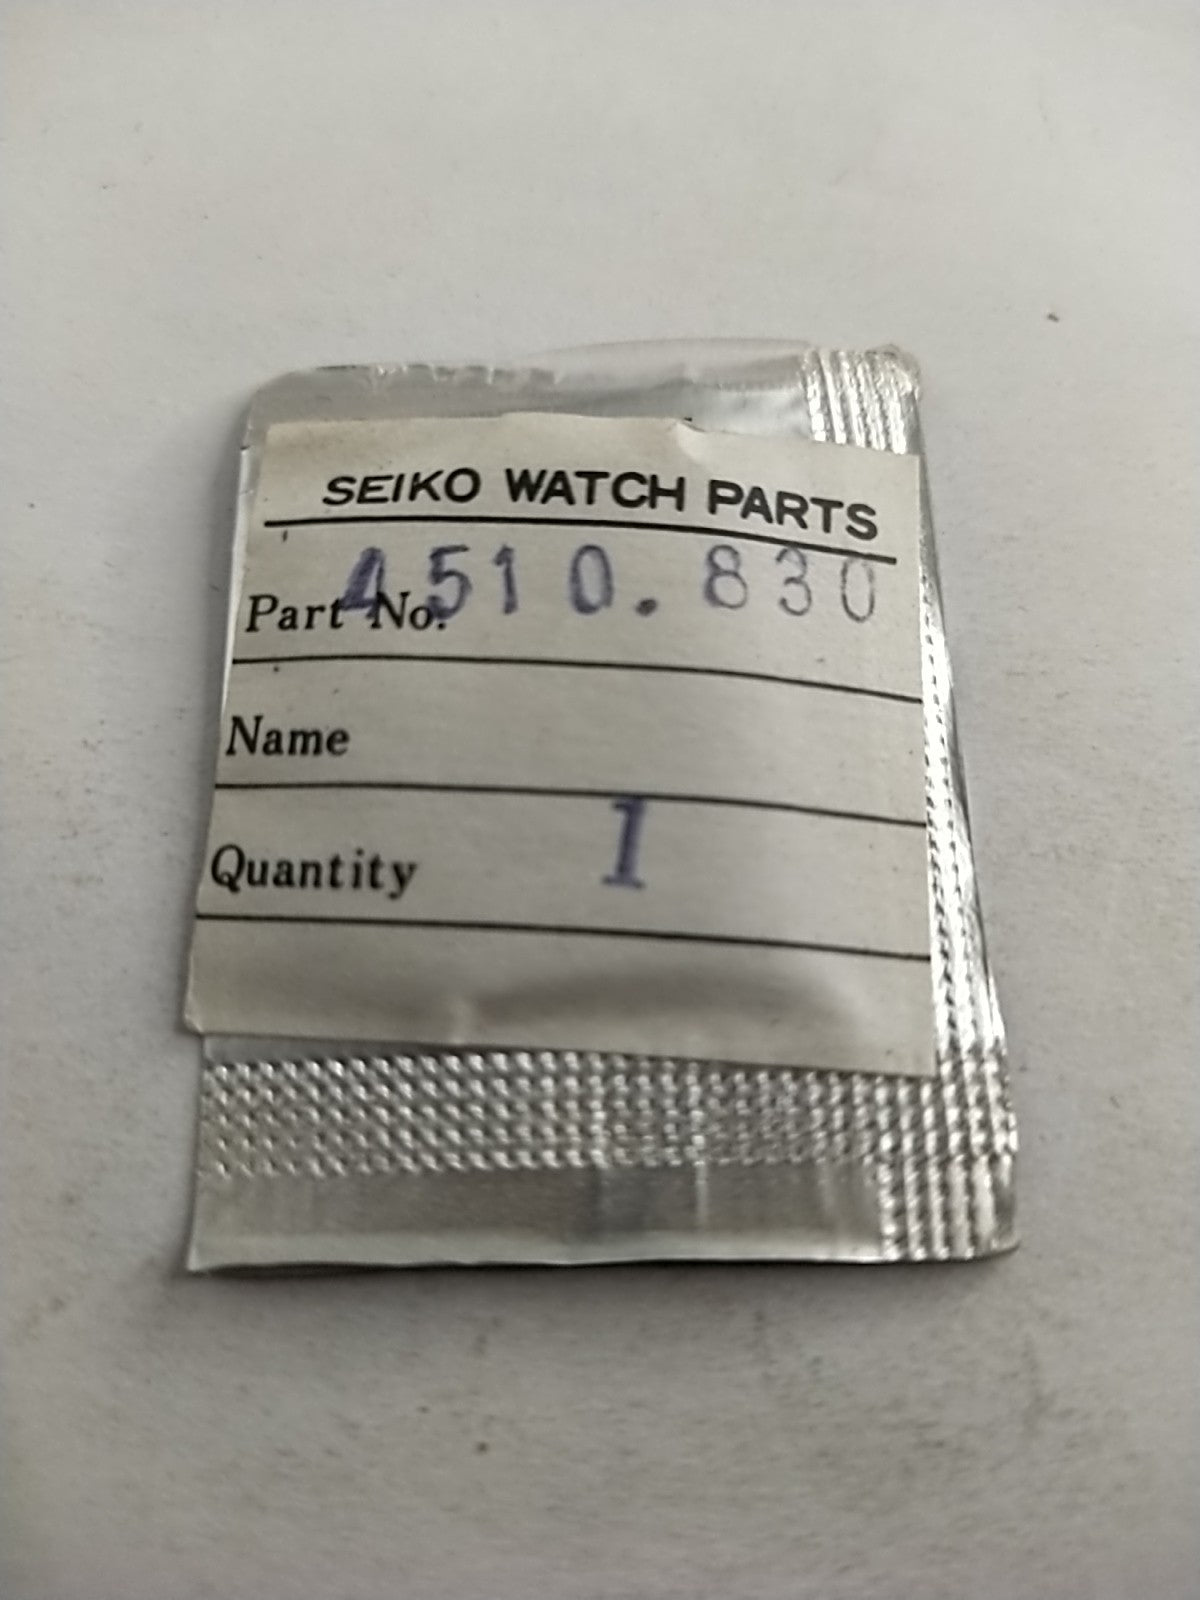 SEIKO WATCH PARTS
Part No. 4510.830
Name
Quantity 1